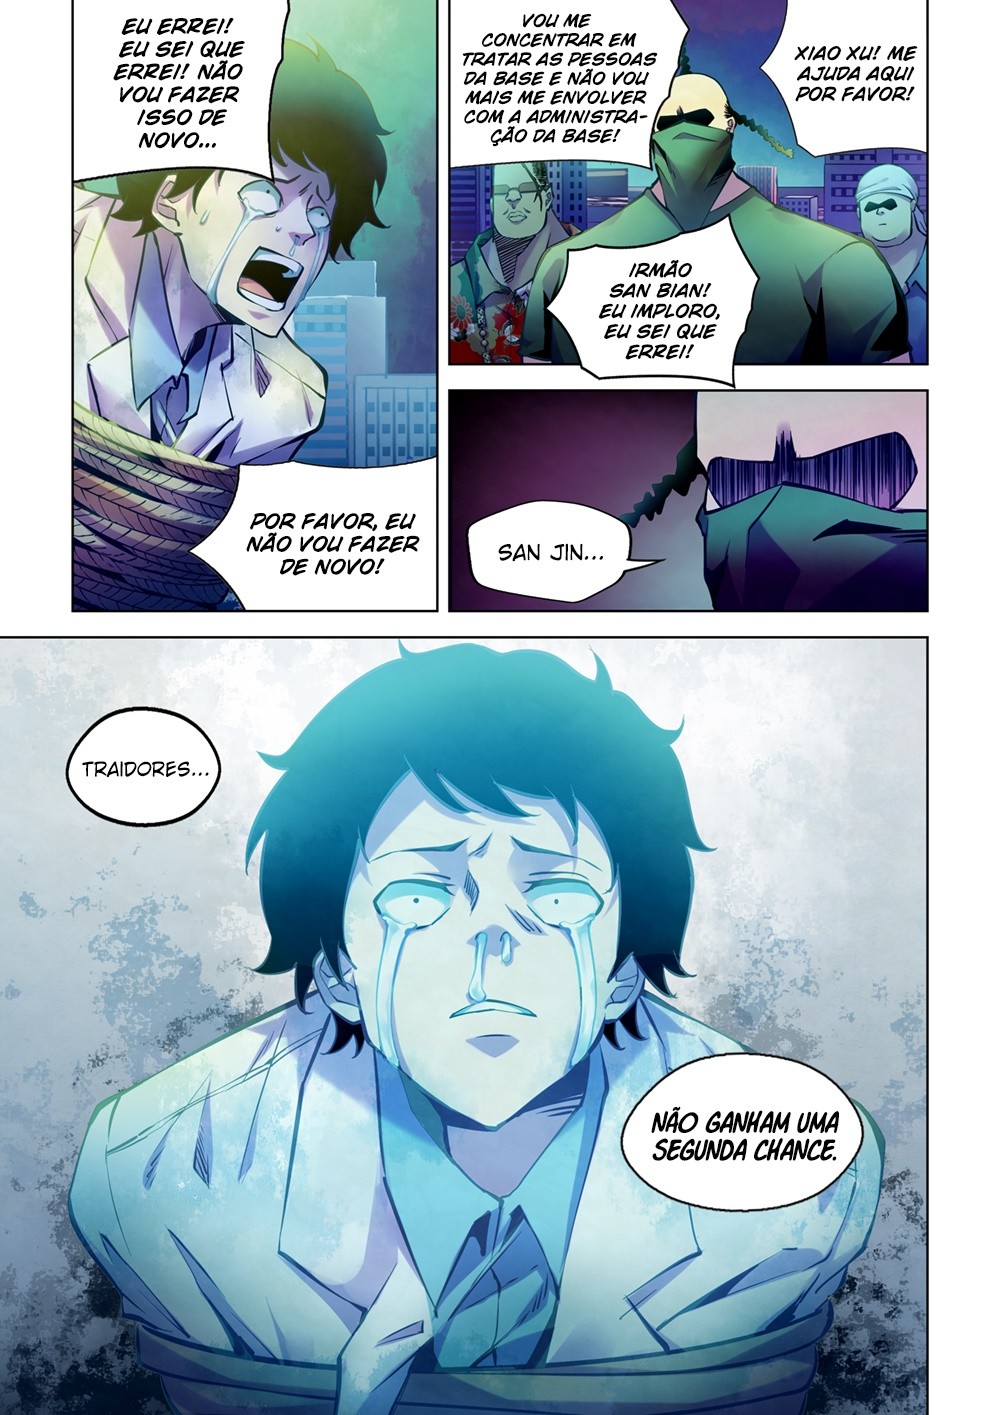 EU ERREI!
EU SEI QUE
ERREI! NÃO
VOU FAZER
ISSO DE
NOVO...
POR FAVOR, EU
NÃO VOU FAZER
DE NOVO!
VOU ME
CONCENTRAR EM
TRATAR AS PESSOAS
DA BASE E NÃO VOU
MAIS ME ENVOLVER
COM A ADMINISTRA-
ÇÃO DA BASE!
XIAO XU! ME
AJUDA AQUI
POR FAVOR!
IRMÃO
SAN BIAN!
EU IMPLORO,
EU SEI QUE
ERREI!
SAN JIN...
TRAIDORES...
NÃO GANHAM UMA
SEGUNDA CHANCE.